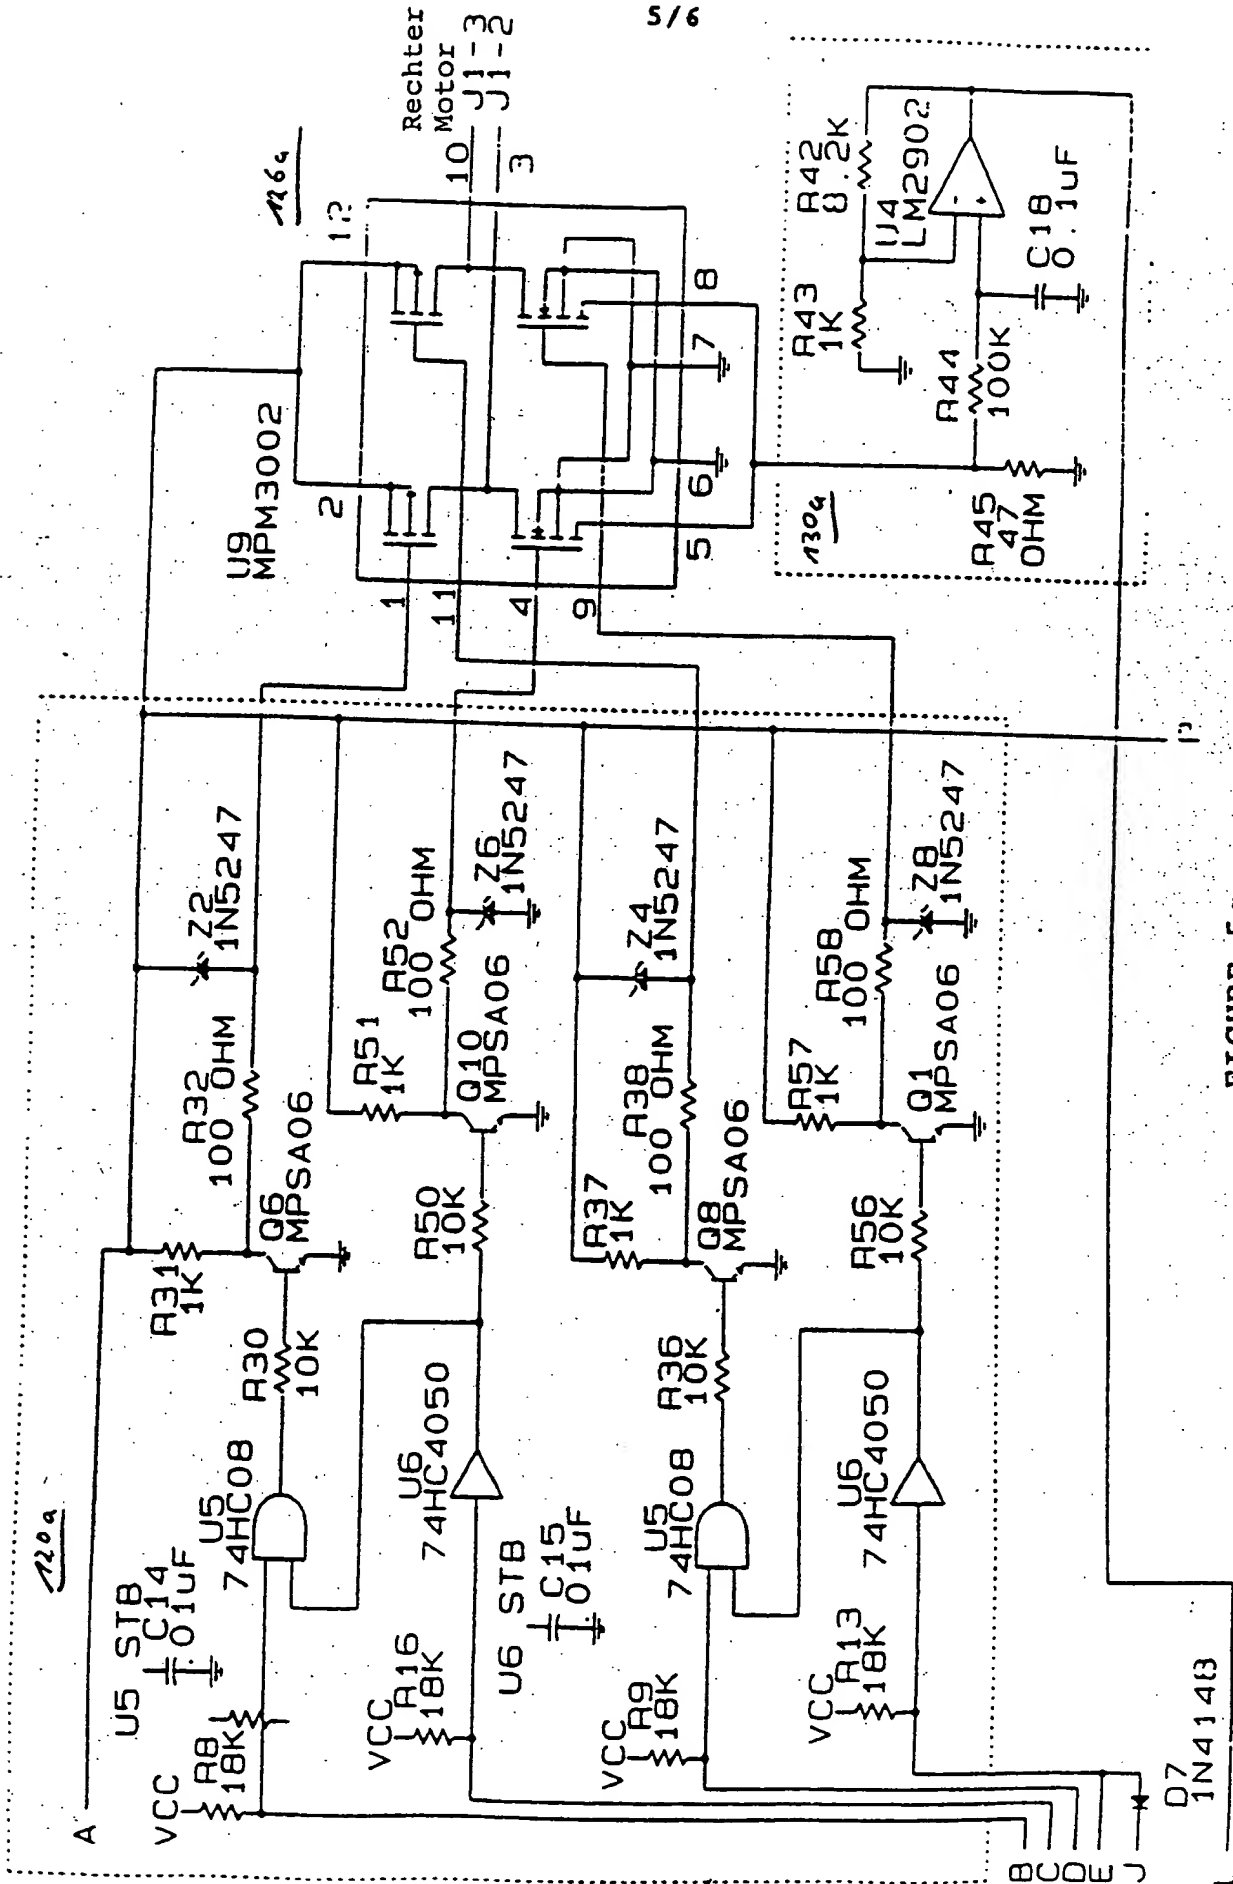 5/6
Rechter
Motor
J1-3
J1-2
10
3
126a
12
U9
MPM3002
2
1
11
4
9
5
6
7
8
130a
R42
8.2K
U4
LM2902
-
+
C18
0.1uF
R43
1K
R44
100K
R45
47
OHM
120a
A
U5 STB
C14
.01uF
VCC
R8
18K
U5
74HC08
R30
10K
R31
1K
Q6
MPSA06
R32
100 OHM
Z2
1N5247
VCC
R16
18K
U6
74HC4050
U6 STB
C15
.01uF
R50
10K
R51
1K
Q10
MPSA06
R52
100 OHM
Z6
1N5247
VCC
R9
18K
U5
74HC08
R36
10K
R37
1K
Q8
MPSA06
R38
100 OHM
Z4
1N5247
VCC
R13
18K
U6
74HC4050
R56
10K
R57
1K
Q1
MPSA06
R58
100 OHM
Z8
1N5247
B
C
D
E
J
D7
1N4148